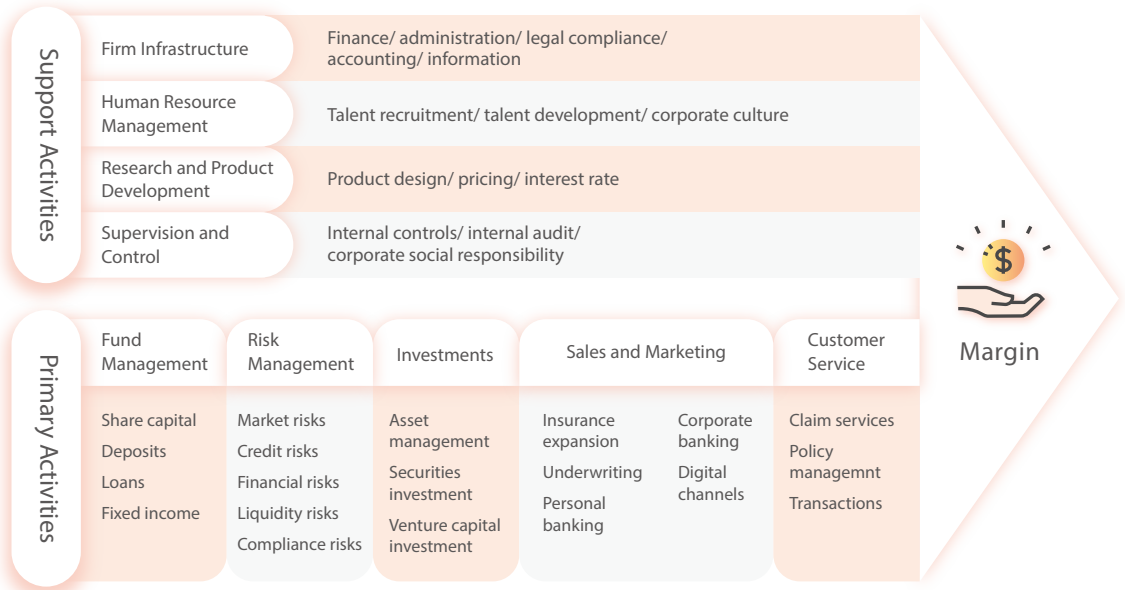 Support Activities
Firm Infrastructure
Finance/ administration/ legal compliance/
accounting/ information
Human Resource
Management
Talent recruitment/ talent development/ corporate culture
Research and Product
Development
Product design/ pricing/ interest rate
Supervision and
Control
Internal controls/ internal audit/
corporate social responsibility
$
Margin
Primary Activities
Fund
Management
Share capital
Deposits
Loans
Fixed income
Risk
Management
Market risks
Credit risks
Financial risks
Liquidity risks
Compliance risks
Investments
Asset
management
Securities
investment
Venture capital
investment
Sales and Marketing
Insurance
expansion
Underwriting
Personal
banking
Corporate
banking
Digital
channels
Customer
Service
Claim services
Policy
managemnt
Transactions